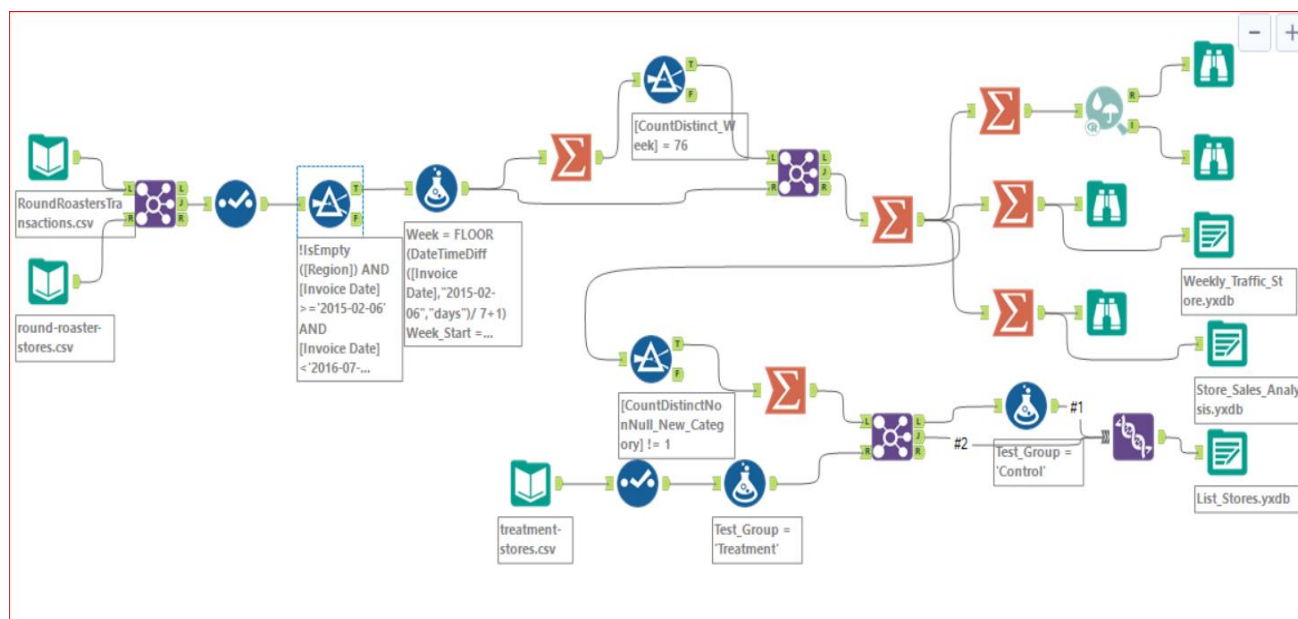 RoundRoastersTra
nsactions.csv
L
R
L
J
R
round-roaster-
stores.csv
T
F
!IsEmpty
([Region]) AND
[Invoice Date]
>='2015-02-06'
AND
[Invoice Date]
<'2016-07-...
Week = FLOOR
(DateTimeDiff
([Invoice
Date],"2015-02-
06","days")/ 7+1)
Week_Start =...
T
F
[CountDistinct_W
eek] = 76
L
R
L
J
R
R
I
R
Weekly_Traffic_St
ore.yxdb
Store_Sales_Analy
sis.yxdb
T
F
[CountDistinctNo
nNull_New_Categ
ory] != 1
treatment-
stores.csv
Test_Group =
'Treatment'
L
R
L
J
R
#1
#2
Test_Group =
'Control'
List_Stores.yxdb